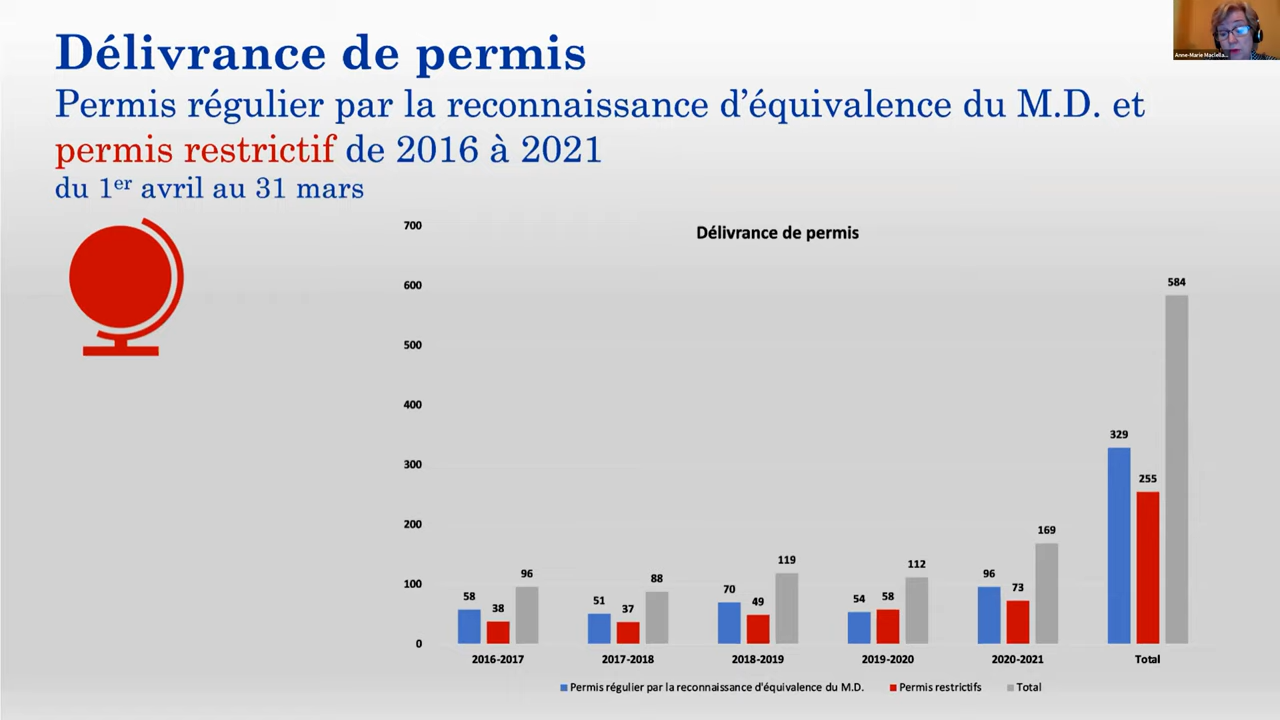 Délivrance de permis
Permis régulier par la reconnaissance d'équivalence du M.D. et
permis restrictif de 2016 à 2021
du 1er avril au 31 mars
Anne-Marie Maclella...
Délivrance de permis
700
600
500
400
300
200
100
0
58 38 96
51 37 88
70 49 119
54 58 112
96 73 169
329 255 584
2016-2017 2017-2018 2018-2019 2019-2020 2020-2021 Total
Permis régulier par la reconnaissance d'équivalence du M.D. Permis restrictifs Total